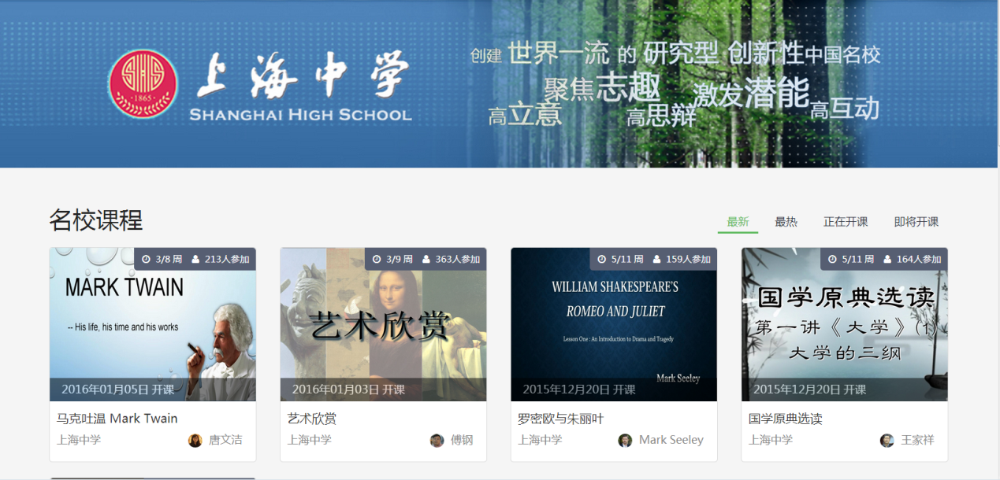 上海中学
SHANGHAI HIGH SCHOOL
SHS
·1865·
创建 世界一流 的 研究型 创新性中国名校
聚焦志趣 激发潜能
高立意 高思辩 高互动
名校课程
最新 最热 正在开课 即将开课
3/8 周 213人参加
MARK TWAIN
-- His life, his time and his works
2016年01月05日 开课
马克吐温 Mark Twain
上海中学 唐文洁
3/9 周 363人参加
艺术欣赏
2016年01月03日 开课
艺术欣赏
上海中学 傅钢
5/11 周 159人参加
WILLIAM SHAKESPEARE'S
ROMEO AND JULIET
Lesson One : An Introduction to Drama and Tragedy
Mark Seeley
2015年12月20日 开课
罗密欧与朱丽叶
上海中学 Mark Seeley
5/11 周 164人参加
国学原典选读
第一讲《大学》(1)
大学的三纲
2015年12月20日 开课
国学原典选读
上海中学 王家祥